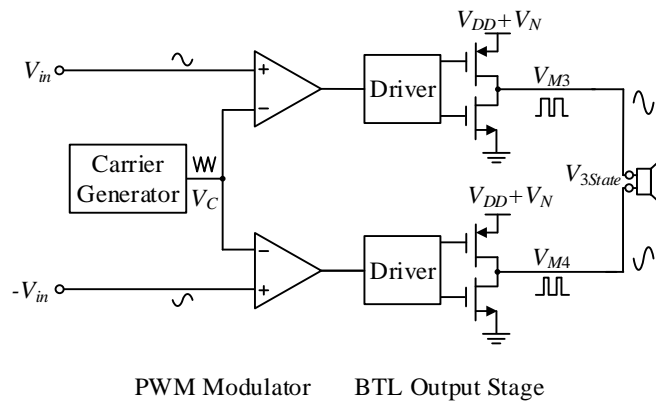 V_DD+V_N
V_in
+
−
Driver
V_M3
Carrier
Generator
V_C
V_3State
V_DD+V_N
−
Driver
V_M4
-V_in
+
PWM Modulator
BTL Output Stage